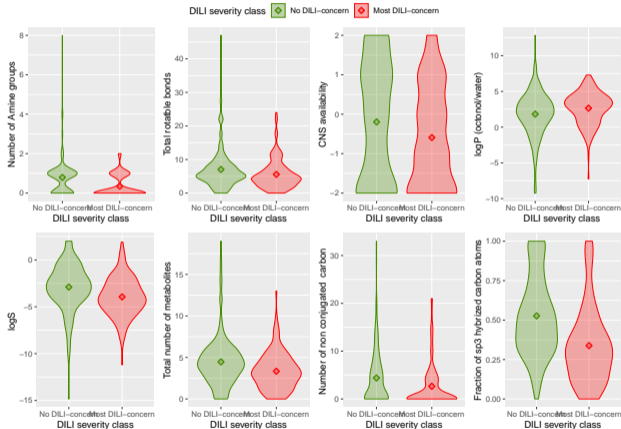 DILI severity class No DILI−concern Most DILI−concern
Number of Amine groups
8
6
4
2
0
No DILI−concern Most DILI−concern
DILI severity class
Total rotatble bonds
40
30
20
10
0
No DILI−concern Most DILI−concern
DILI severity class
CNS availability
2
1
0
−1
−2
No DILI−concern Most DILI−concern
DILI severity class
logP (octonol/water)
10
5
0
−5
−10
No DILI−concern Most DILI−concern
DILI severity class
logS
0
−5
−10
−15
No DILI−concern Most DILI−concern
DILI severity class
Total number of metabolites
15
10
5
0
No DILI−concern Most DILI−concern
DILI severity class
Number of non conjugated carbon
30
20
10
0
No DILI−concern Most DILI−concern
DILI severity class
Fraction of sp3 hybrized carbon atoms
1.00
0.75
0.50
0.25
0.00
No DILI−concern Most DILI−concern
DILI severity class